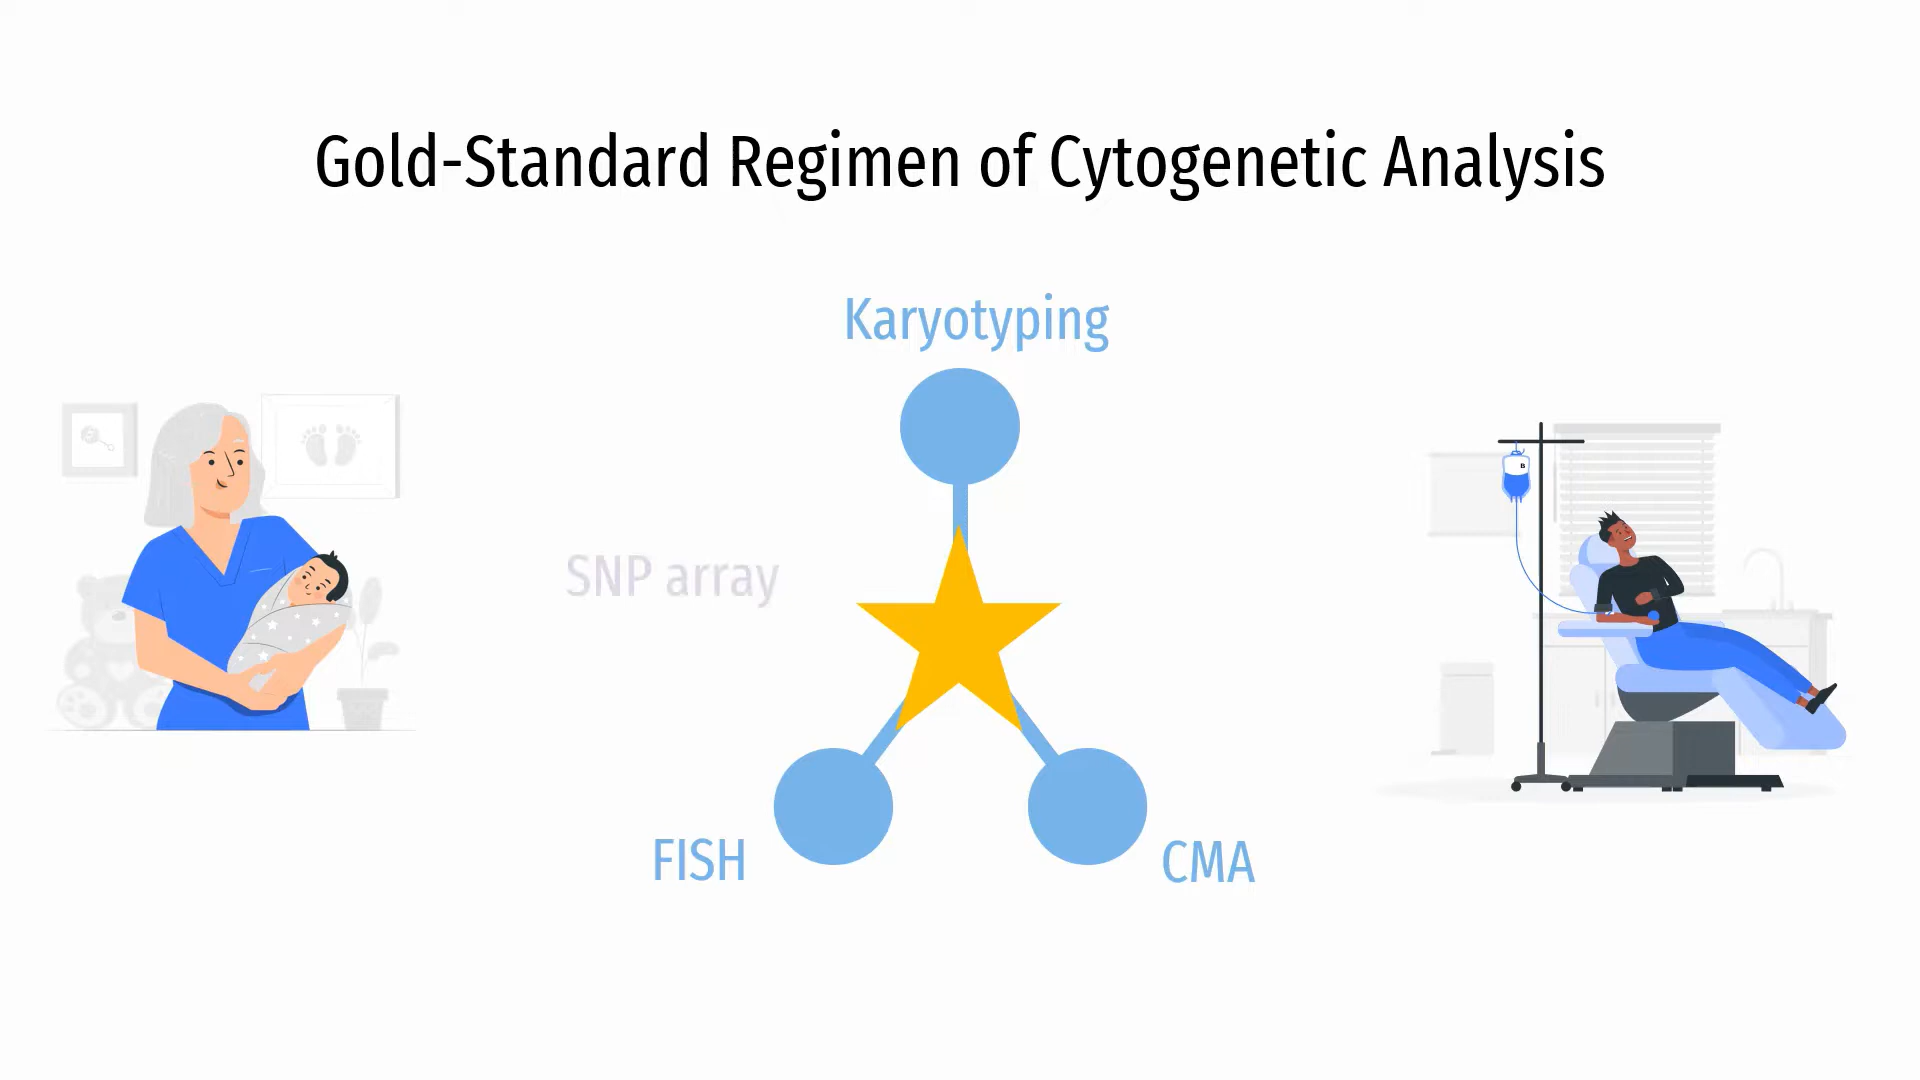 Gold-Standard Regimen of Cytogenetic Analysis
Karyotyping
SNP array
FISH
CMA
B